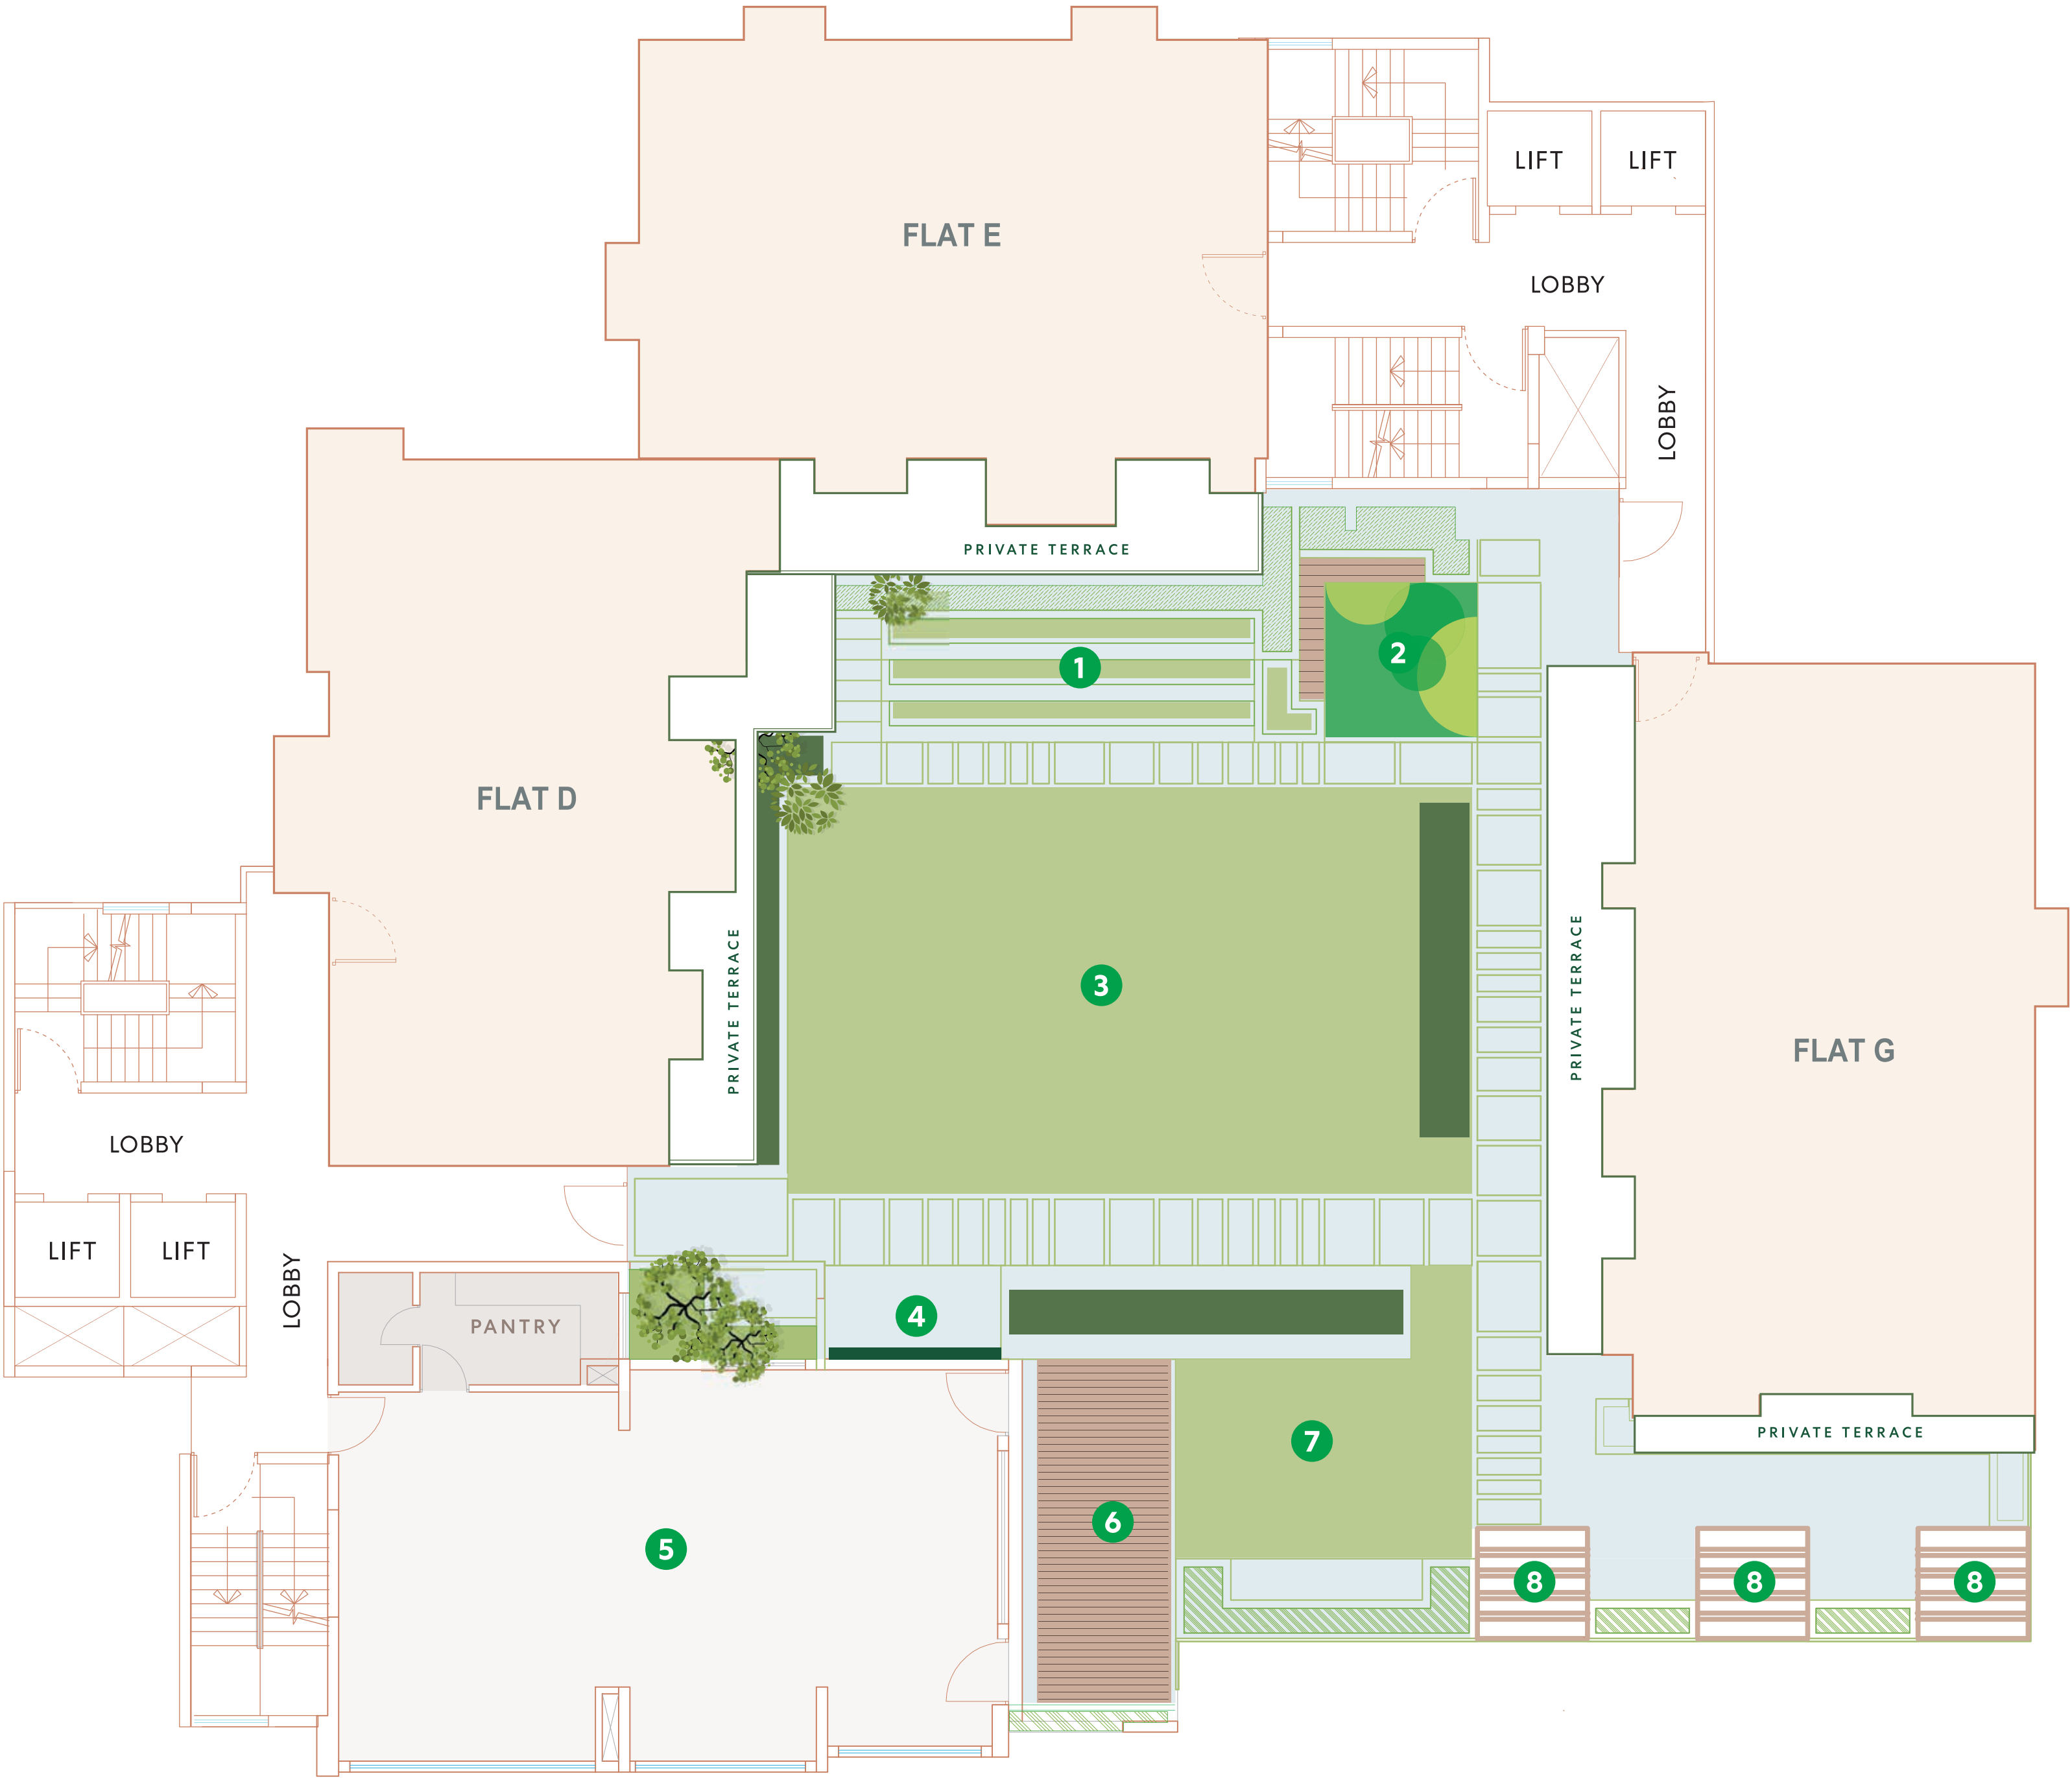 LIFT
LIFT
FLAT E
LOBBY
LOBBY
PRIVATE TERRACE
1
2
FLAT D
3
PRIVATE TERRACE
PRIVATE TERRACE
FLAT G
LOBBY
LIFT
LIFT
LOBBY
PANTRY
4
7
PRIVATE TERRACE
6
5
8
8
8